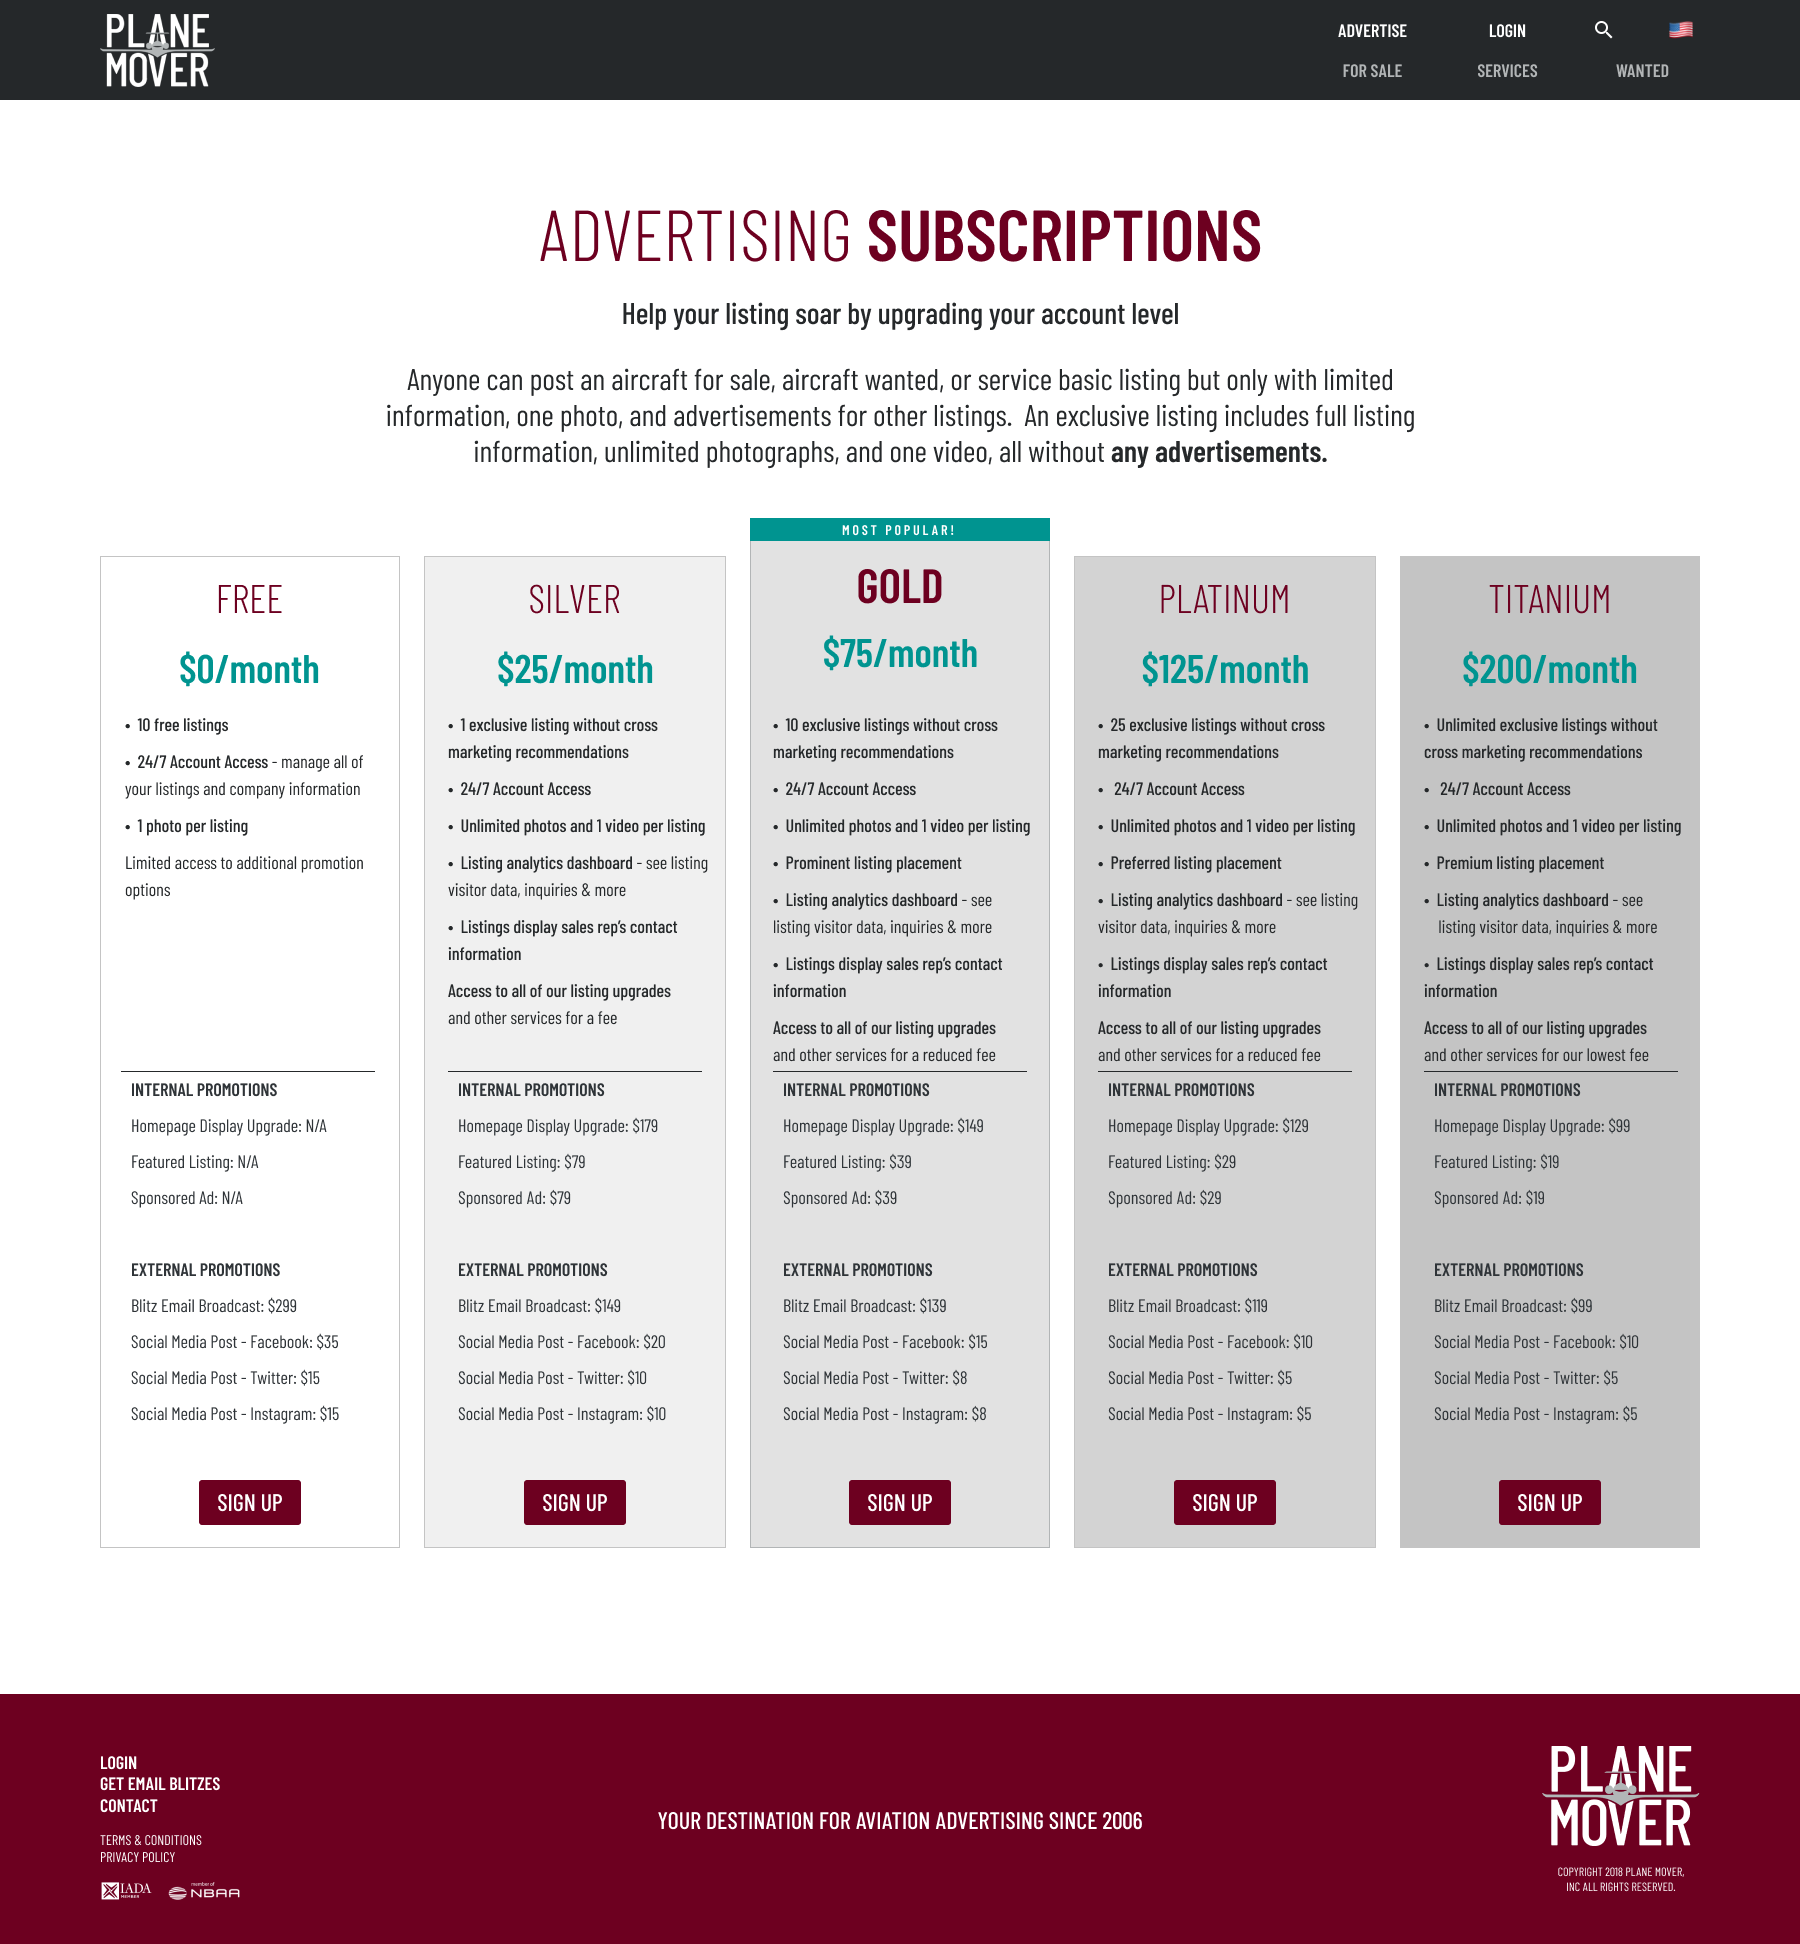 PLANE
MOVER
ADVERTISE
LOGIN
FOR SALE
SERVICES
WANTED
ADVERTISING SUBSCRIPTIONS
Help your listing soar by upgrading your account level
Anyone can post an aircraft for sale, aircraft wanted, or service basic listing but only with limited
information, one photo, and advertisements for other listings.  An exclusive listing includes full listing
information, unlimited photographs, and one video, all without any advertisements.
FREE
$0/month
• 10 free listings
• 24/7 Account Access - manage all of
your listings and company information
• 1 photo per listing
Limited access to additional promotion
options
INTERNAL PROMOTIONS
Homepage Display Upgrade: N/A
Featured Listing: N/A
Sponsored Ad: N/A
EXTERNAL PROMOTIONS
Blitz Email Broadcast: $299
Social Media Post - Facebook: $35
Social Media Post - Twitter: $15
Social Media Post - Instagram: $15
SIGN UP
SILVER
$25/month
• 1 exclusive listing without cross
marketing recommendations
• 24/7 Account Access
• Unlimited photos and 1 video per listing
• Listing analytics dashboard - see listing
visitor data, inquiries & more
• Listings display sales rep’s contact
information
Access to all of our listing upgrades
and other services for a fee
INTERNAL PROMOTIONS
Homepage Display Upgrade: $179
Featured Listing: $79
Sponsored Ad: $79
EXTERNAL PROMOTIONS
Blitz Email Broadcast: $149
Social Media Post - Facebook: $20
Social Media Post - Twitter: $10
Social Media Post - Instagram: $10
SIGN UP
MOST POPULAR!
GOLD
$75/month
• 10 exclusive listings without cross
marketing recommendations
• 24/7 Account Access
• Unlimited photos and 1 video per listing
• Prominent listing placement
• Listing analytics dashboard - see
listing visitor data, inquiries & more
• Listings display sales rep’s contact
information
Access to all of our listing upgrades
and other services for a reduced fee
INTERNAL PROMOTIONS
Homepage Display Upgrade: $149
Featured Listing: $39
Sponsored Ad: $39
EXTERNAL PROMOTIONS
Blitz Email Broadcast: $139
Social Media Post - Facebook: $15
Social Media Post - Twitter: $8
Social Media Post - Instagram: $8
SIGN UP
PLATINUM
$125/month
• 25 exclusive listings without cross
marketing recommendations
• 24/7 Account Access
• Unlimited photos and 1 video per listing
• Preferred listing placement
• Listing analytics dashboard - see listing
visitor data, inquiries & more
• Listings display sales rep’s contact
information
Access to all of our listing upgrades
and other services for a reduced fee
INTERNAL PROMOTIONS
Homepage Display Upgrade: $129
Featured Listing: $29
Sponsored Ad: $29
EXTERNAL PROMOTIONS
Blitz Email Broadcast: $119
Social Media Post - Facebook: $10
Social Media Post - Twitter: $5
Social Media Post - Instagram: $5
SIGN UP
TITANIUM
$200/month
• Unlimited exclusive listings without
cross marketing recommendations
• 24/7 Account Access
• Unlimited photos and 1 video per listing
• Premium listing placement
• Listing analytics dashboard - see
listing visitor data, inquiries & more
• Listings display sales rep’s contact
information
Access to all of our listing upgrades
and other services for our lowest fee
INTERNAL PROMOTIONS
Homepage Display Upgrade: $99
Featured Listing: $19
Sponsored Ad: $19
EXTERNAL PROMOTIONS
Blitz Email Broadcast: $99
Social Media Post - Facebook: $10
Social Media Post - Twitter: $5
Social Media Post - Instagram: $5
SIGN UP
LOGIN
GET EMAIL BLITZES
CONTACT
TERMS & CONDITIONS
PRIVACY POLICY
IADA
MEMBER
member of
NBAA
YOUR DESTINATION FOR AVIATION ADVERTISING SINCE 2006
PLANE
MOVER
COPYRIGHT 2018 PLANE MOVER,
INC ALL RIGHTS RESERVED.